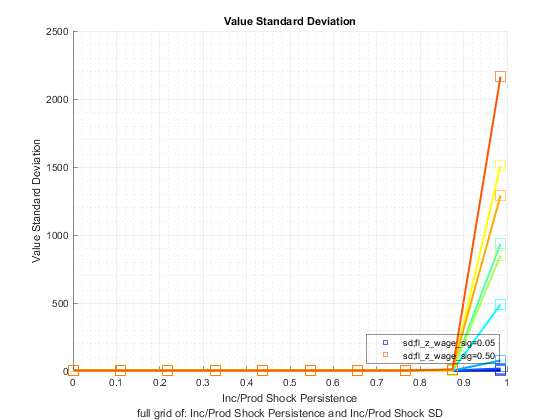 Value Standard Deviation
2500
2000
1500
1000
500
0
Value Standard Deviation
sd;fl_z_wage_sig=0.05
sd;fl_z_wage_sig=0.50
0 0.1 0.2 0.3 0.4 0.5 0.6 0.7 0.8 0.9 1
Inc/Prod Shock Persistence
full grid of: Inc/Prod Shock Persistence and Inc/Prod Shock SD